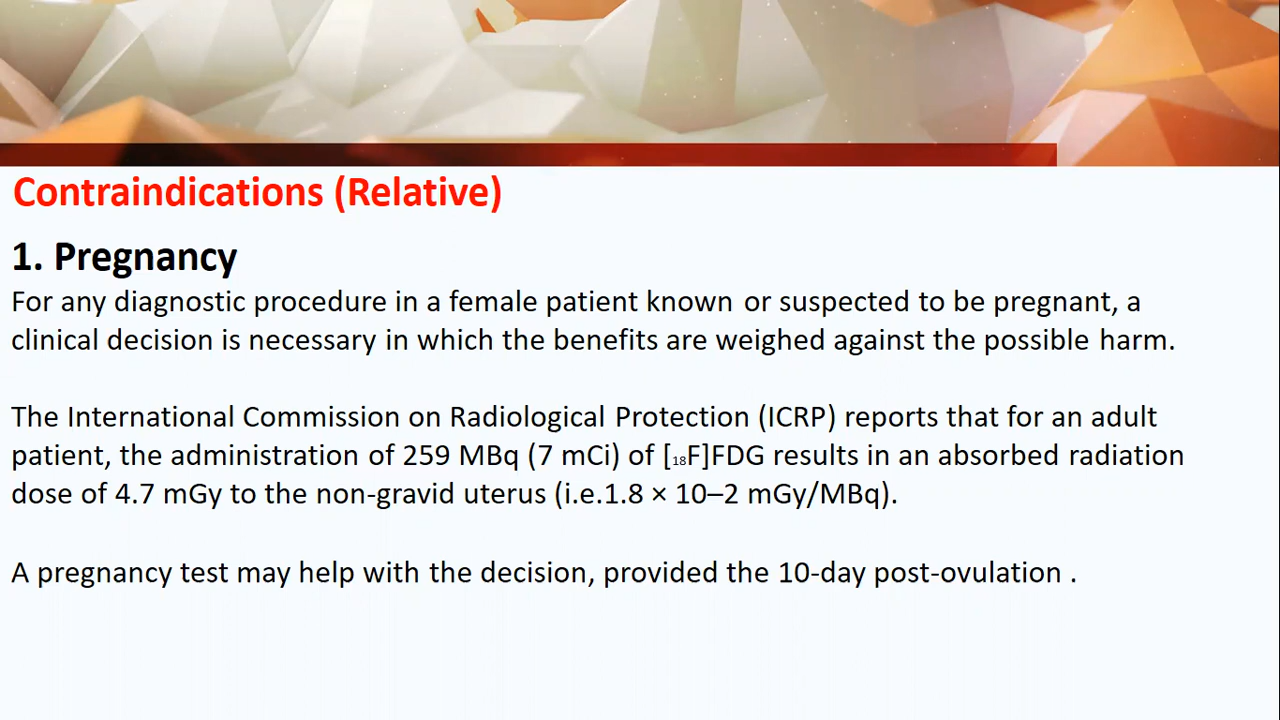 Contraindications (Relative)
1. Pregnancy
For any diagnostic procedure in a female patient known or suspected to be pregnant, a
clinical decision is necessary in which the benefits are weighed against the possible harm.
The International Commission on Radiological Protection (ICRP) reports that for an adult
patient, the administration of 259 MBq (7 mCi) of [₁₈F]FDG results in an absorbed radiation
dose of 4.7 mGy to the non-gravid uterus (i.e.1.8 × 10–2 mGy/MBq).
A pregnancy test may help with the decision, provided the 10-day post-ovulation .